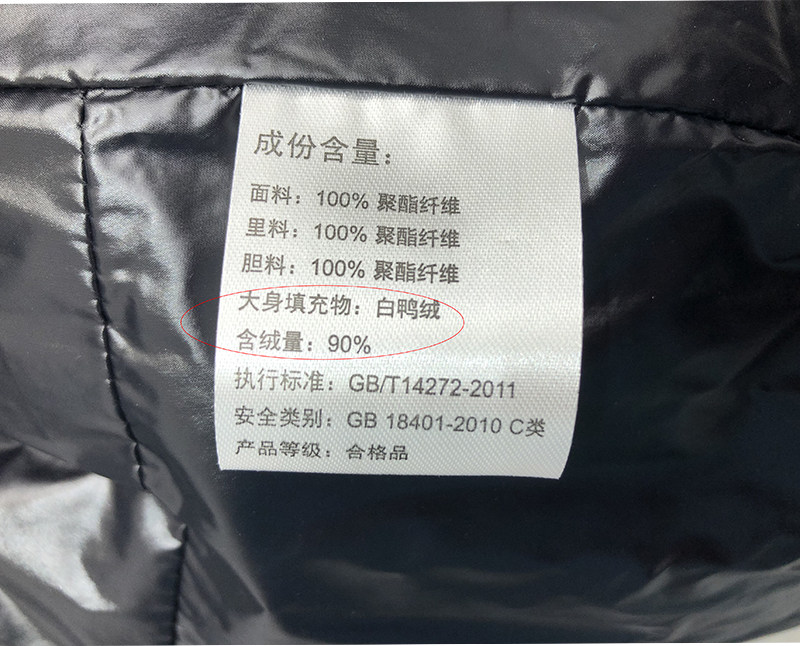 成份含量：
面料：100% 聚酯纤维
里料：100% 聚酯纤维
胆料：100% 聚酯纤维
大身填充物：白鸭绒
含绒量：90%
执行标准：GB/T14272-2011
安全类别：GB 18401-2010 C类
产品等级：合格品